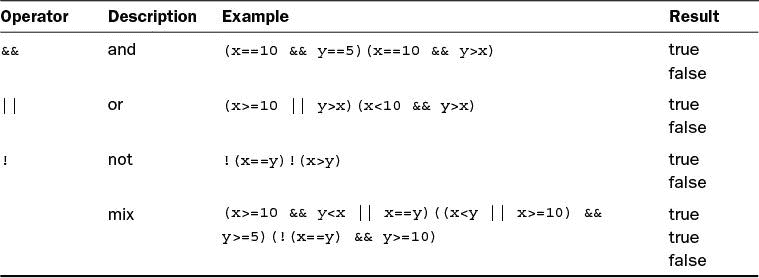 Operator Description Example Result
&& and (x==10 && y==5)(x==10 && y>x) true
false
|| or (x>=10 || y>x)(x<10 && y>x) true
false
! not !(x==y)!(x>y) true
false
mix (x>=10 && y<x || x==y)((x<y || x>=10) && true
y>=5)(!(x==y) && y>=10) true
false